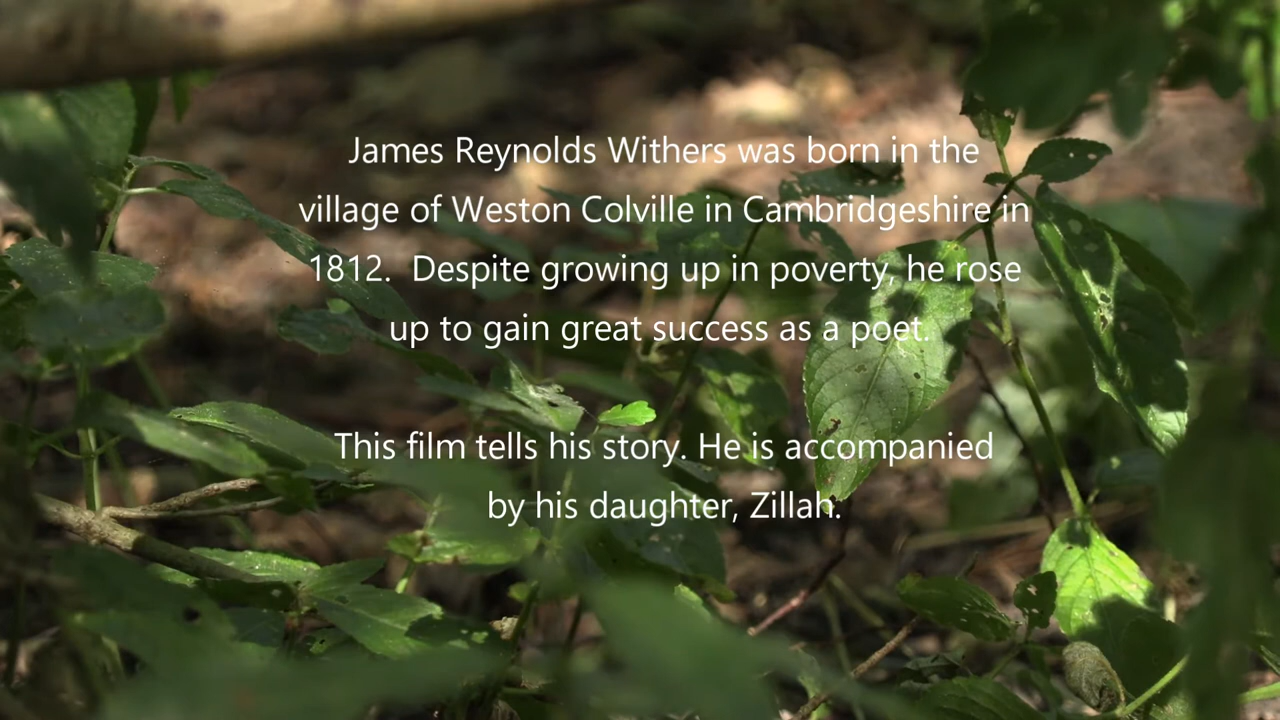 James Reynolds Withers was born in the
village of Weston Colville in Cambridgeshire in
1812.  Despite growing up in poverty, he rose
up to gain great success as a poet.
This film tells his story. He is accompanied
by his daughter, Zillah.